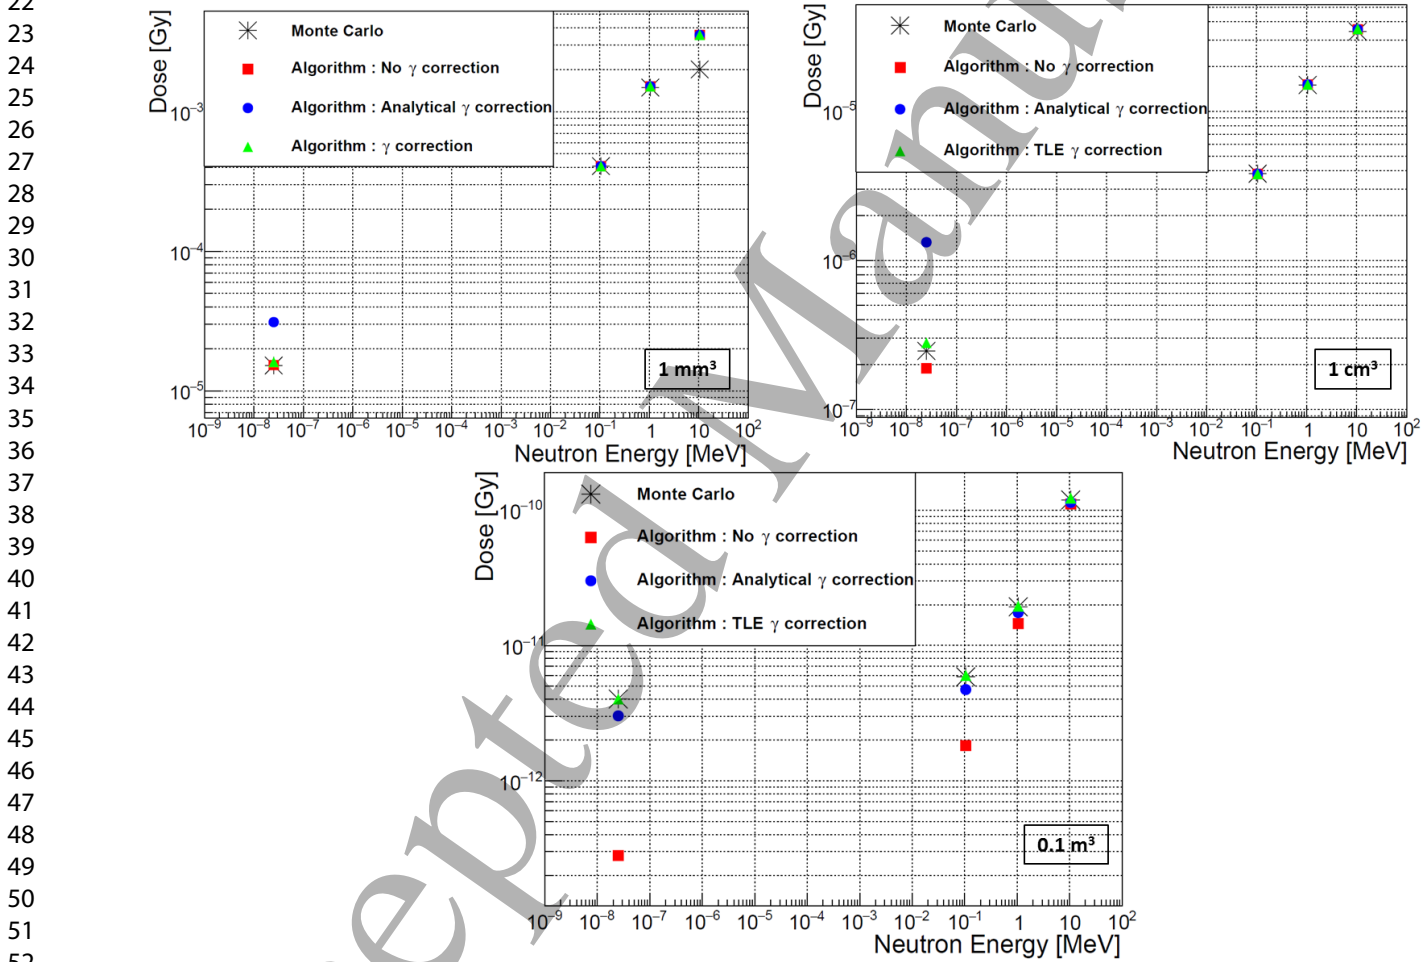 22
23
24
25
26
27
28
29
30
31
32
33
34
35
36
37
38
39
40
41
42
43
44
45
46
47
48
49
50
51
52
Dose [Gy]
Monte Carlo
Algorithm : No γ correction
Algorithm : Analytical γ correction
Algorithm : γ correction
10⁻³
10⁻⁴
10⁻⁵
1 mm³
10⁻⁹ 10⁻⁸ 10⁻⁷ 10⁻⁶ 10⁻⁵ 10⁻⁴ 10⁻³ 10⁻² 10⁻¹ 1 10 10²
Neutron Energy [MeV]
Dose [Gy]
Monte Carlo
Algorithm : No γ correction
Algorithm : Analytical γ correction
Algorithm : TLE γ correction
10⁻⁵
10⁻⁶
10⁻⁷
1 cm³
10⁻⁹ 10⁻⁸ 10⁻⁷ 10⁻⁶ 10⁻⁵ 10⁻⁴ 10⁻³ 10⁻² 10⁻¹ 1 10 10²
Neutron Energy [MeV]
Dose [Gy]
Monte Carlo
Algorithm : No γ correction
Algorithm : Analytical γ correction
Algorithm : TLE γ correction
10⁻¹⁰
10⁻¹¹
10⁻¹²
0.1 m³
10⁻⁹ 10⁻⁸ 10⁻⁷ 10⁻⁶ 10⁻⁵ 10⁻⁴ 10⁻³ 10⁻² 10⁻¹ 1 10 10²
Neutron Energy [MeV]
epted Manu